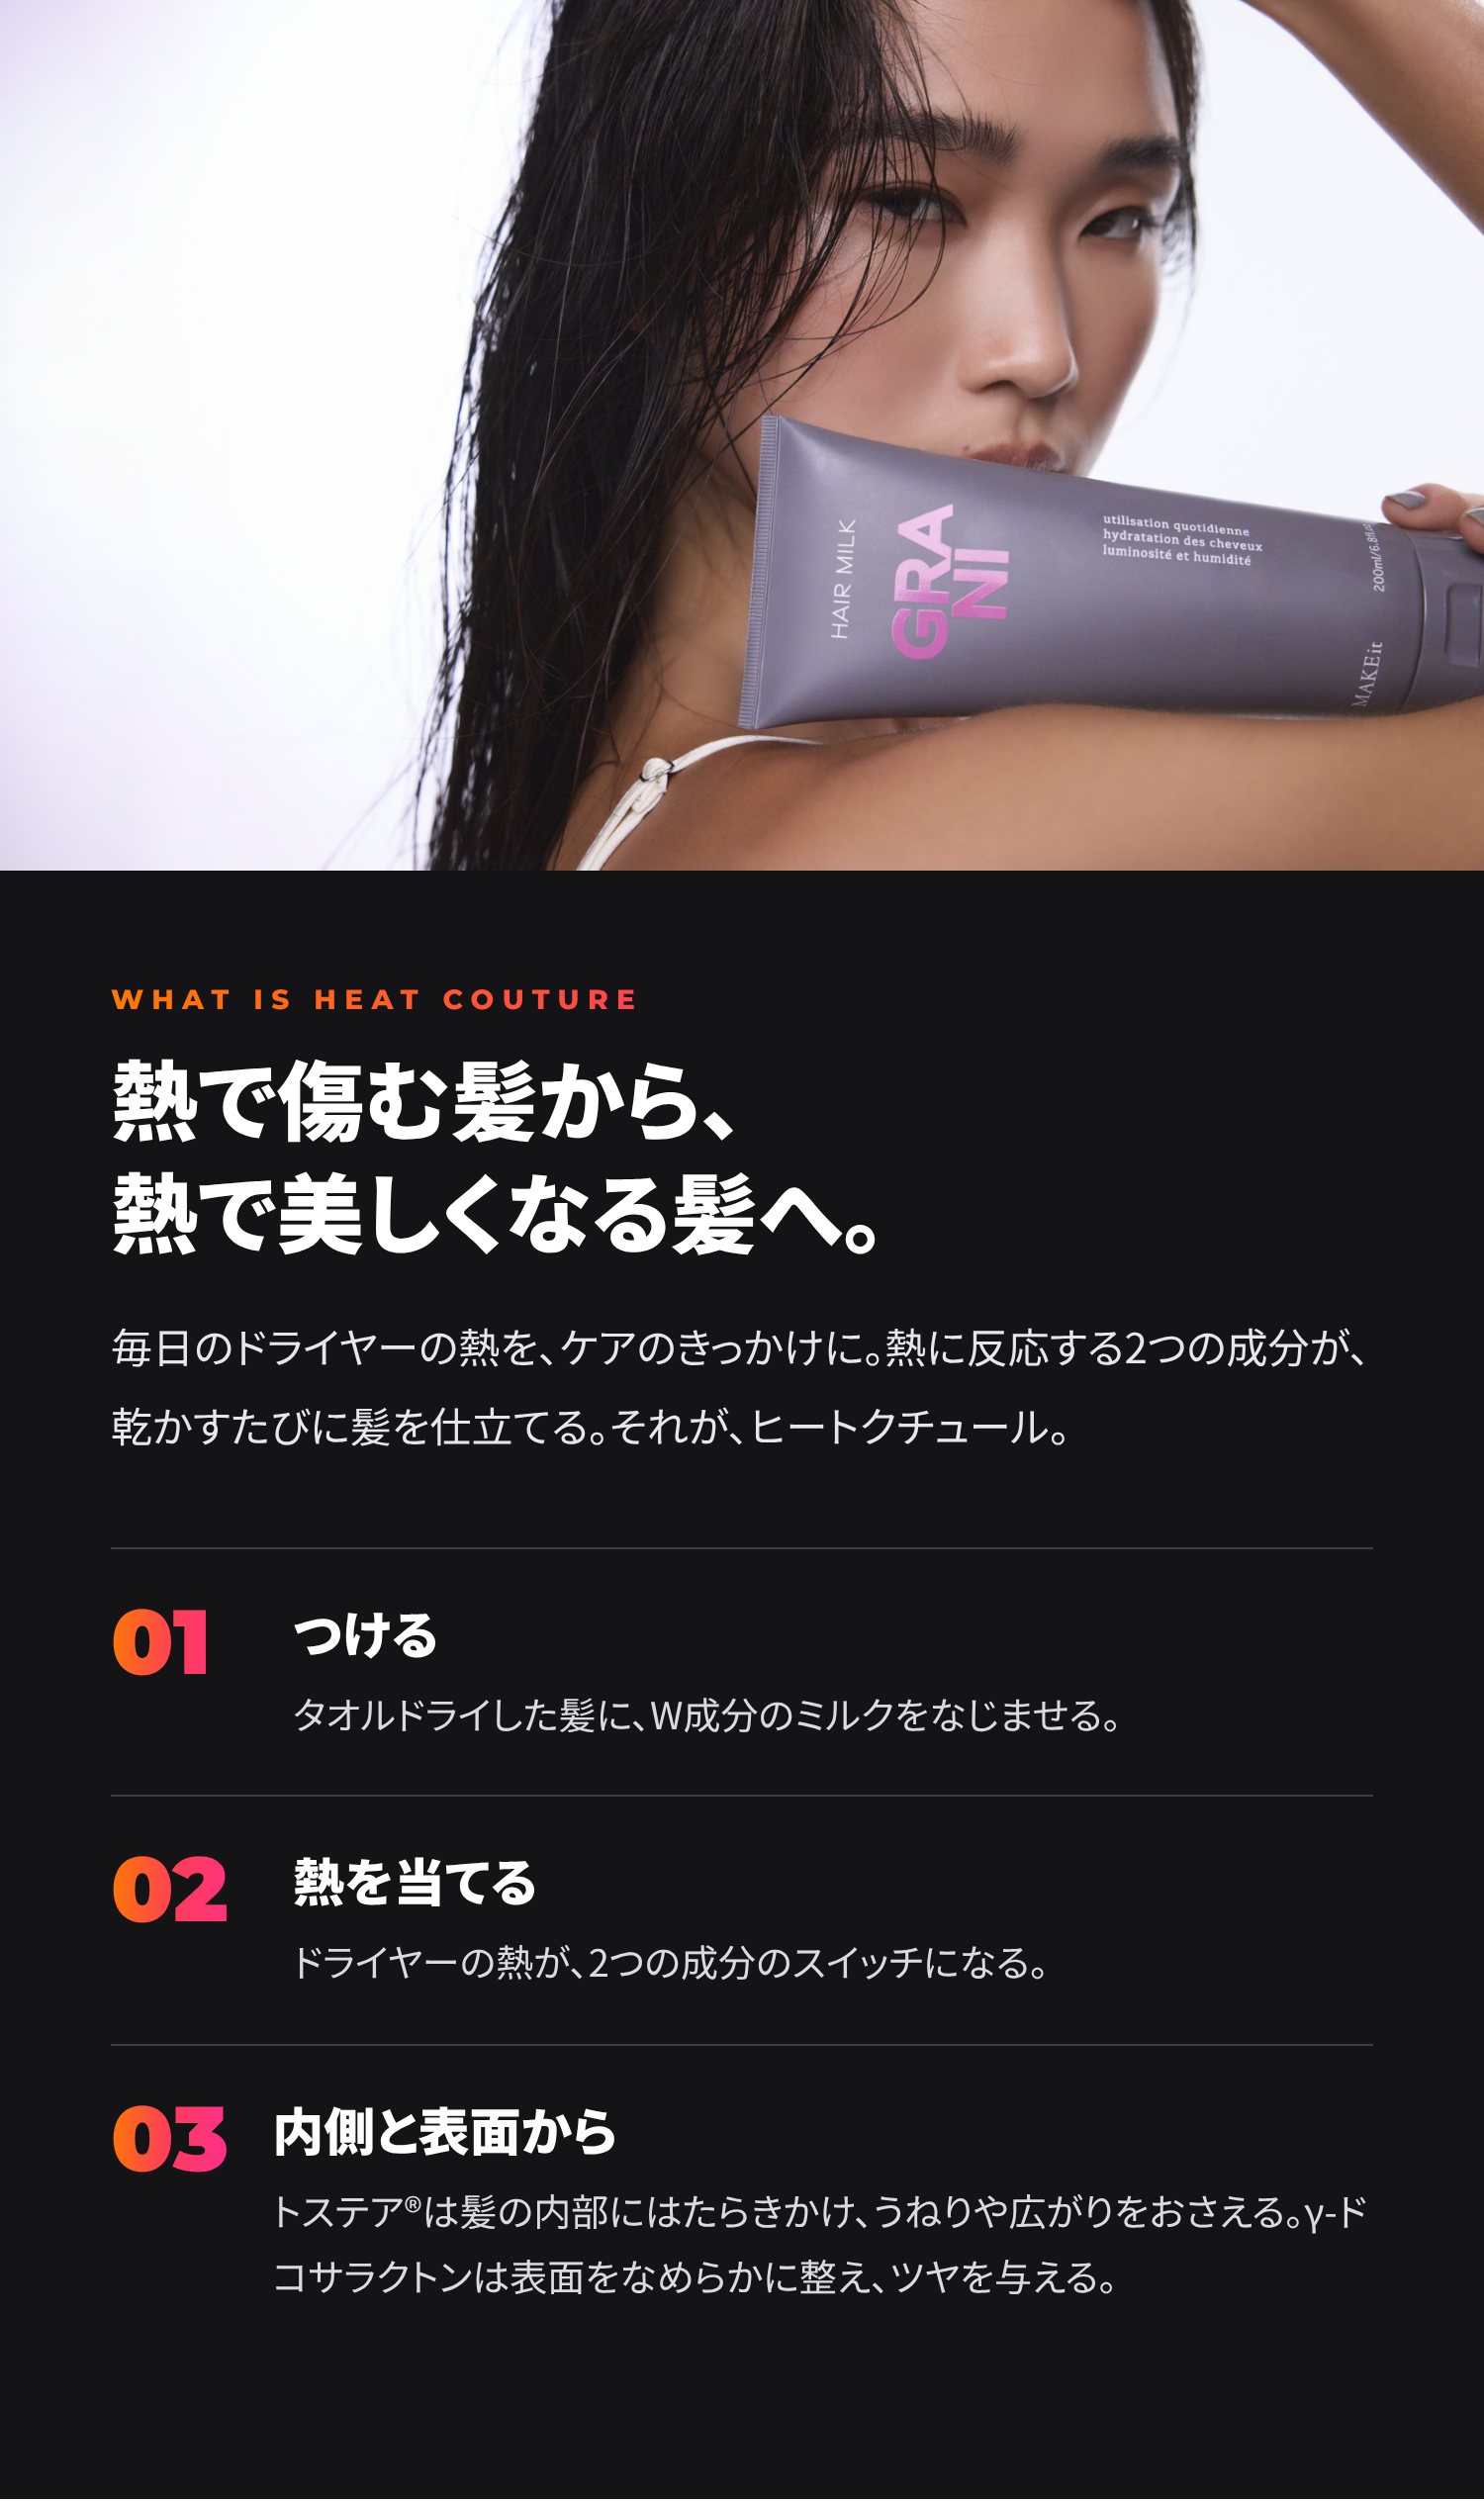 HAIR MILK
GRA
NI
utilisation quotidienne
hydratation des cheveux
luminosité et humidité
200ml/6.8fl.oz
MAKEit
WHAT IS HEAT COUTURE
熱で傷む髪から、
熱で美しくなる髪へ。
毎日のドライヤーの熱を、ケアのきっかけに。熱に反応する2つの成分が、
乾かすたびに髪を仕立てる。それが、ヒートクチュール。
01
つける
タオルドライした髪に、W成分のミルクをなじませる。
02
熱を当てる
ドライヤーの熱が、2つの成分のスイッチになる。
03
内側と表面から
トステア®は髪の内部にはたらきかけ、うねりや広がりをおさえる。γ-ド
コサラクトンは表面をなめらかに整え、ツヤを与える。